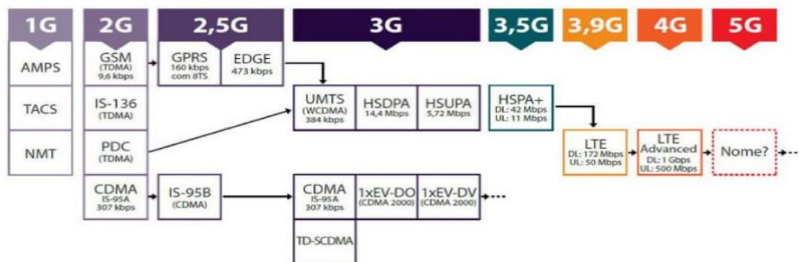 1G
2G
2,5G
3G
3,5G
3,9G
4G
5G
AMPS
GSM
(TDMA)
9,6 kbps
GPRS
160 kbps
com 8TS
EDGE
473 kbps
TACS
IS-136
(TDMA)
UMTS
(WCDMA)
384 kbps
HSDPA
14,4 Mbps
HSUPA
5,72 Mbps
HSPA+
DL: 42 Mbps
UL: 11 Mbps
NMT
PDC
(TDMA)
LTE
DL: 172 Mbps
UL: 50 Mbps
LTE
Advanced
DL: 1 Gbps
UL: 500 Mbps
Nome?
CDMA
IS-95A
307 kbps
IS-95B
(CDMA)
CDMA
IS-95A
307 kbps
1xEV-DO
(CDMA 2000)
1xEV-DV
(CDMA 2000)
TD-SCDMA